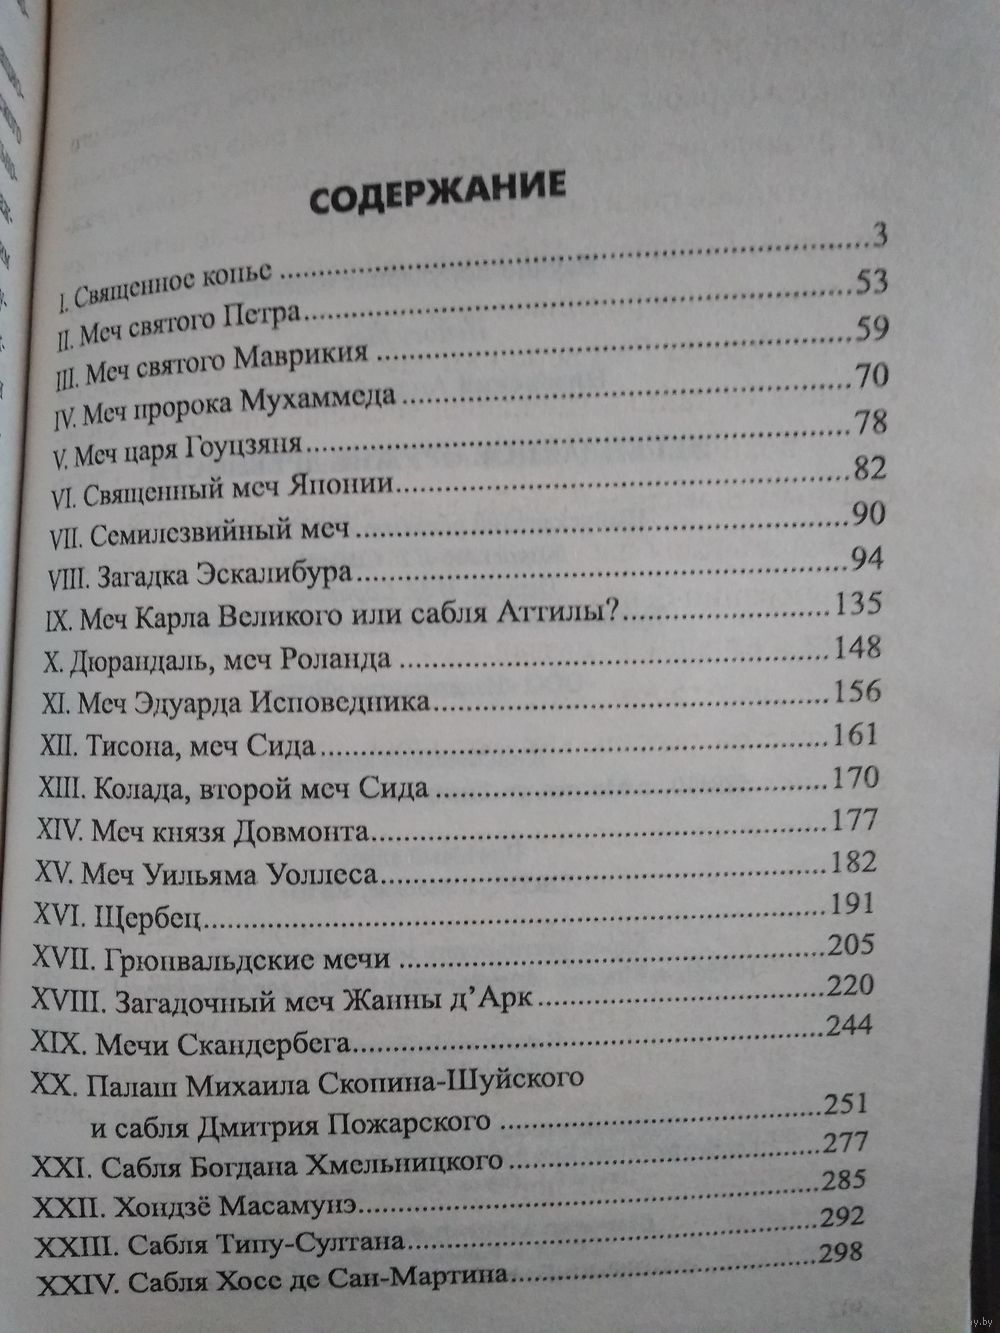 СОДЕРЖАНИЕ
I. Священное копье ........ 3
II. Меч святого Петра ........ 53
III. Меч святого Маврикия ........ 59
IV. Меч пророка Мухаммеда ........ 70
V. Меч царя Гоуцзяня ........ 78
VI. Священный меч Японии ........ 82
VII. Семилезвийный меч ........ 90
VIII. Загадка Эскалибура ........ 94
IX. Меч Карла Великого или сабля Аттилы? ........ 135
X. Дюрандаль, меч Роланда ........ 148
XI. Меч Эдуарда Исповедника ........ 156
XII. Тисона, меч Сида ........ 161
XIII. Колада, второй меч Сида ........ 170
XIV. Меч князя Довмонта ........ 177
XV. Меч Уильяма Уоллеса ........ 182
XVI. Щербец ........ 191
XVII. Грюнвальдские мечи ........ 205
XVIII. Загадочный меч Жанны д’Арк ........ 220
XIX. Мечи Скандербега ........ 244
XX. Палаш Михаила Скопина-Шуйского
и сабля Дмитрия Пожарского ........ 251
XXI. Сабля Богдана Хмельницкого ........ 277
XXII. Хондзё Масамунэ ........ 285
XXIII. Сабля Типу-Султана ........ 292
XXIV. Сабля Хосе де Сан-Мартина ........ 298